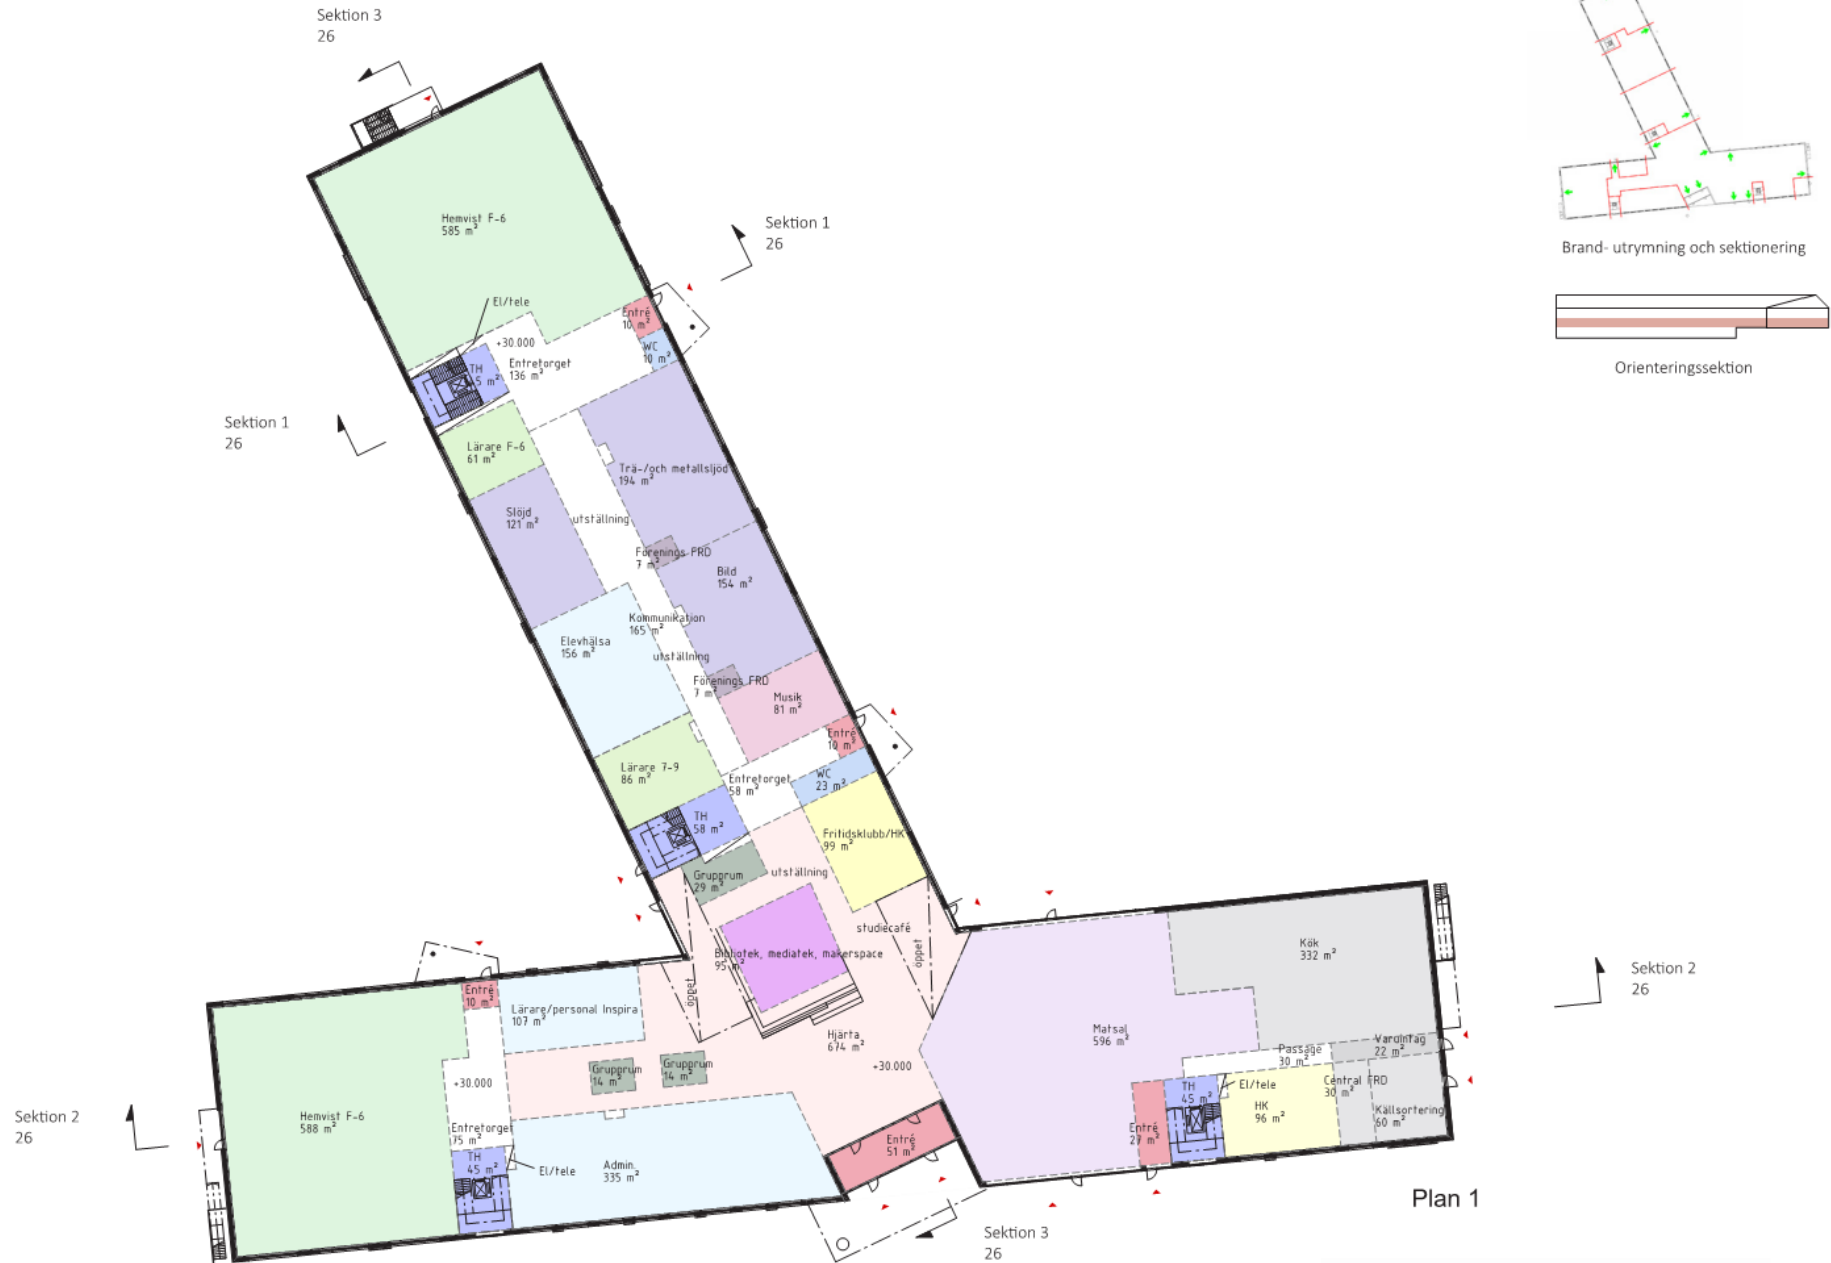 Sektion 3
26
Brand- utrymning och sektionering
Orienteringssektion
Sektion 1
26
Hemvist F-6
585 m²
El/tele
Entré
10 m²
+30.000
WC
10 m²
Entretorget
136 m²
TH
5 m²
Sektion 1
26
Lärare F-6
61 m²
Trä-/och metallsljöd
194 m²
Slöjd
121 m²
utställning
Förenings FRD
7 m²
Bild
154 m²
Kommunikation
165 m²
Elevhälsa
156 m²
utställning
Förenings FRD
7 m²
Musik
81 m²
Entré
10 m²
Lärare 7-9
86 m²
Entretorget
58 m²
WC
23 m²
TH
58 m²
Fritidsklubb/HK
99 m²
Grupprum
29 m²
utställning
studiecafé
öppet
Bibliotek, mediatek, makerspace
95 m²
öppet
Hjärta
674 m²
+30.000
Entré
10 m²
Lärare/personal Inspira
107 m²
Grupprum
14 m²
Grupprum
14 m²
+30.000
Hemvist F-6
588 m²
Entretorget
75 m²
TH
45 m²
El/tele
Admin.
335 m²
Entré
51 m²
Matsal
596 m²
Kök
332 m²
Passage
30 m²
Varuintag
22 m²
TH
45 m²
El/tele
HK
96 m²
Central FRD
30 m²
Källsortering
60 m²
Entré
27 m²
Sektion 2
26
Sektion 2
26
Plan 1
Sektion 3
26